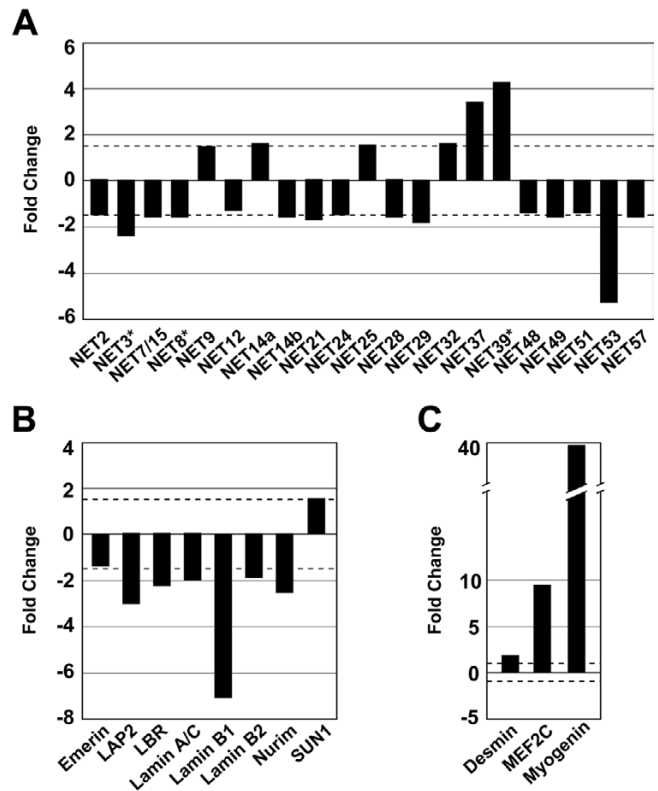 A
6
4
2
0
-2
-4
-6
Fold Change
NET2 NET3* NET7/15 NET8* NET9 NET12 NET14a NET14b NET21 NET24 NET25 NET28 NET29 NET32 NET37 NET39* NET48 NET49 NET51 NET53 NET57
B
4
2
0
-2
-4
-6
-8
Fold Change
Emerin LAP2 LBR Lamin A/C Lamin B1 Lamin B2 Nurim SUN1
C
40
10
5
0
-5
Fold Change
Desmin MEF2C Myogenin